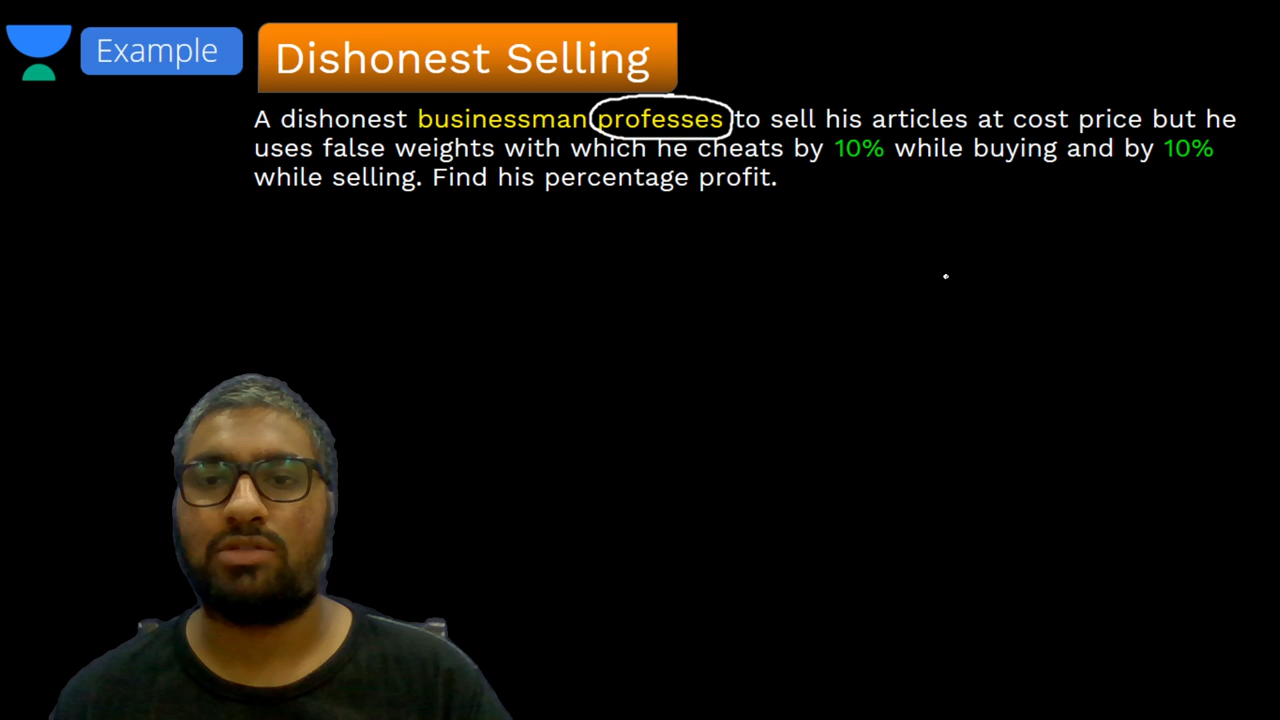 Example
Dishonest Selling
A dishonest businessman professes to sell his articles at cost price but he
uses false weights with which he cheats by 10% while buying and by 10%
while selling. Find his percentage profit.